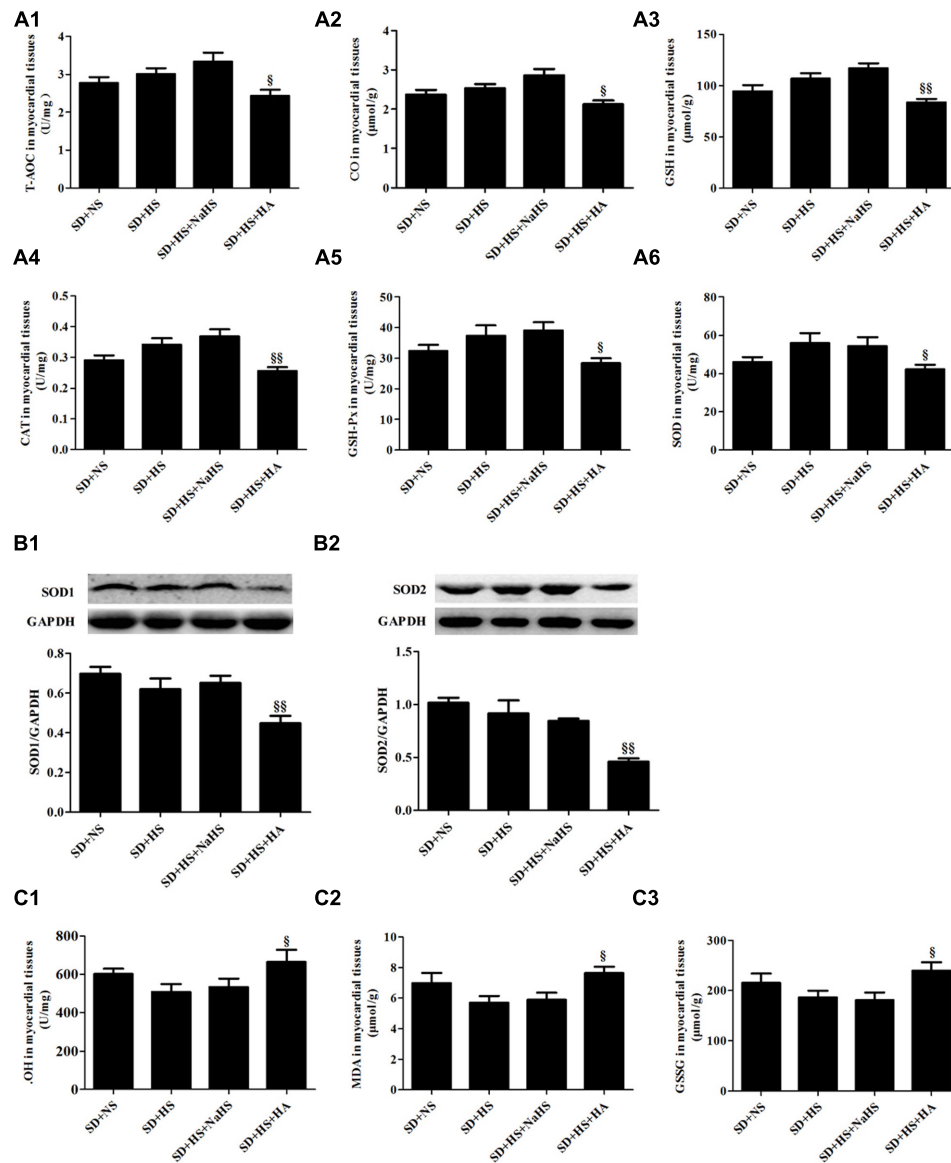 A1
T-AOC in myocardial tissues
(U/mg)
4
3
2
1
0
§
SD+NS
SD+HS
SD+HS+NaHS
SD+HS+HA
A2
CO in myocardial tissues
(μmol/g)
4
3
2
1
0
§
SD+NS
SD+HS
SD+HS+NaHS
SD+HS+HA
A3
GSH in myocardial tissues
(μmol/g)
150
100
50
0
§§
SD+NS
SD+HS
SD+HS+NaHS
SD+HS+HA
A4
CAT in myocardial tissues
(U/mg)
0.5
0.4
0.3
0.2
0.1
0.0
§§
SD+NS
SD+HS
SD+HS+NaHS
SD+HS+HA
A5
GSH-Px in myocardial tissues
(U/mg)
50
40
30
20
10
0
§
SD+NS
SD+HS
SD+HS+NaHS
SD+HS+HA
A6
SOD in myocardial tissues
(U/mg)
80
60
40
20
0
§
SD+NS
SD+HS
SD+HS+NaHS
SD+HS+HA
B1
SOD1
GAPDH
SOD1/GAPDH
0.8
0.6
0.4
0.2
0.0
§§
SD+NS
SD+HS
SD+HS+NaHS
SD+HS+HA
B2
SOD2
GAPDH
SOD2/GAPDH
1.5
1.0
0.5
0.0
§§
SD+NS
SD+HS
SD+HS+NaHS
SD+HS+HA
C1
.OH in myocardial tissues
(U/mg)
800
600
400
200
0
§
SD+NS
SD+HS
SD+HS+NaHS
SD+HS+HA
C2
MDA in myocardial tissues
(μmol/g)
10
8
6
4
2
0
§
SD+NS
SD+HS
SD+HS+NaHS
SD+HS+HA
C3
GSSG in myocardial tissues
(μmol/g)
300
200
100
0
§
SD+NS
SD+HS
SD+HS+NaHS
SD+HS+HA